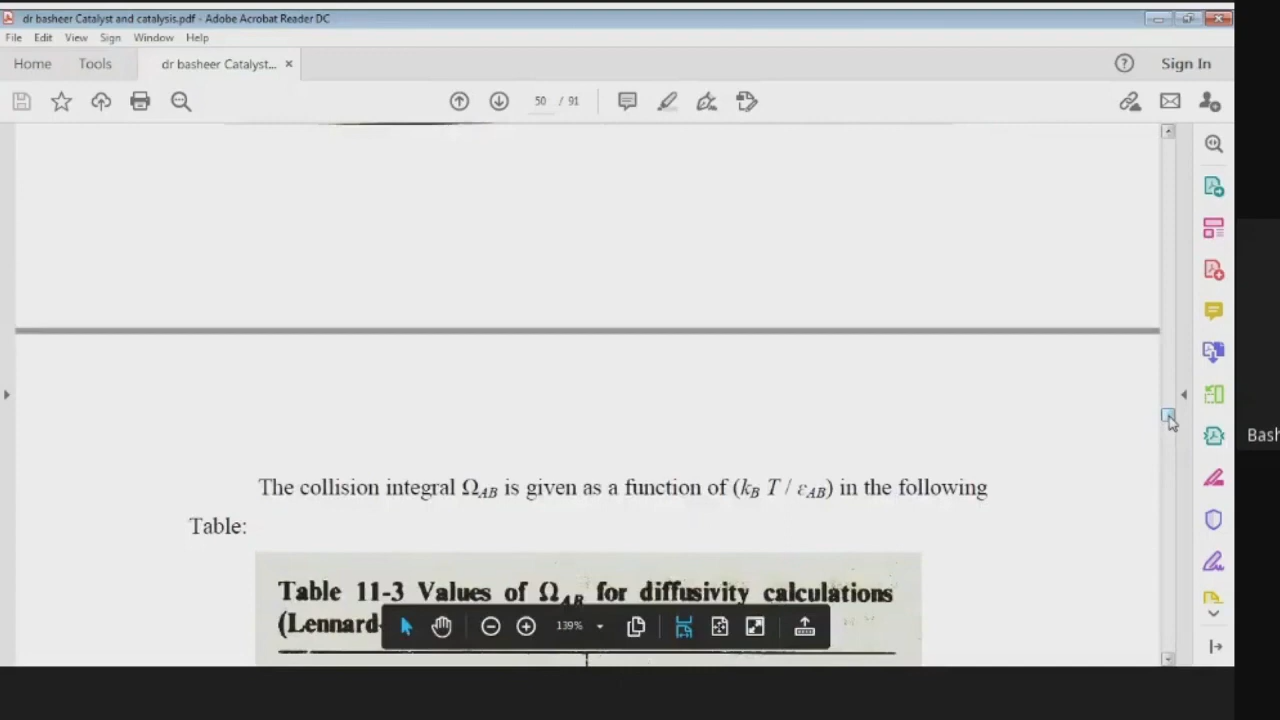 dr basheer Catalyst and catalysis.pdf - Adobe Acrobat Reader DC
File Edit View Sign Window Help
Home Tools dr basheer Catalyst... × Sign In
50 / 91
The collision integral Ω_AB is given as a function of (k_B T / ε_AB) in the following
Table:
Table 11-3 Values of Ω_AB for diffusivity calculations
(Lennard-
139%
Bash